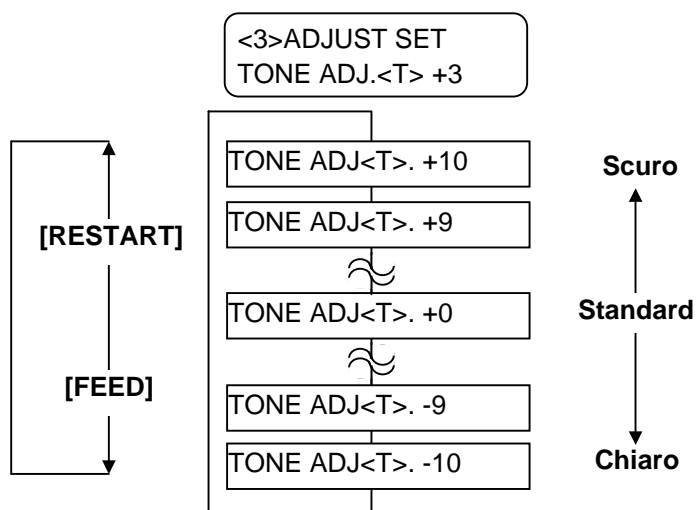 <3>ADJUST SET
TONE ADJ.<T> +3
TONE ADJ<T>. +10
Scuro
[RESTART]
TONE ADJ<T>. +9
TONE ADJ<T>. +0
Standard
[FEED]
TONE ADJ<T>. -9
TONE ADJ<T>. -10
Chiaro